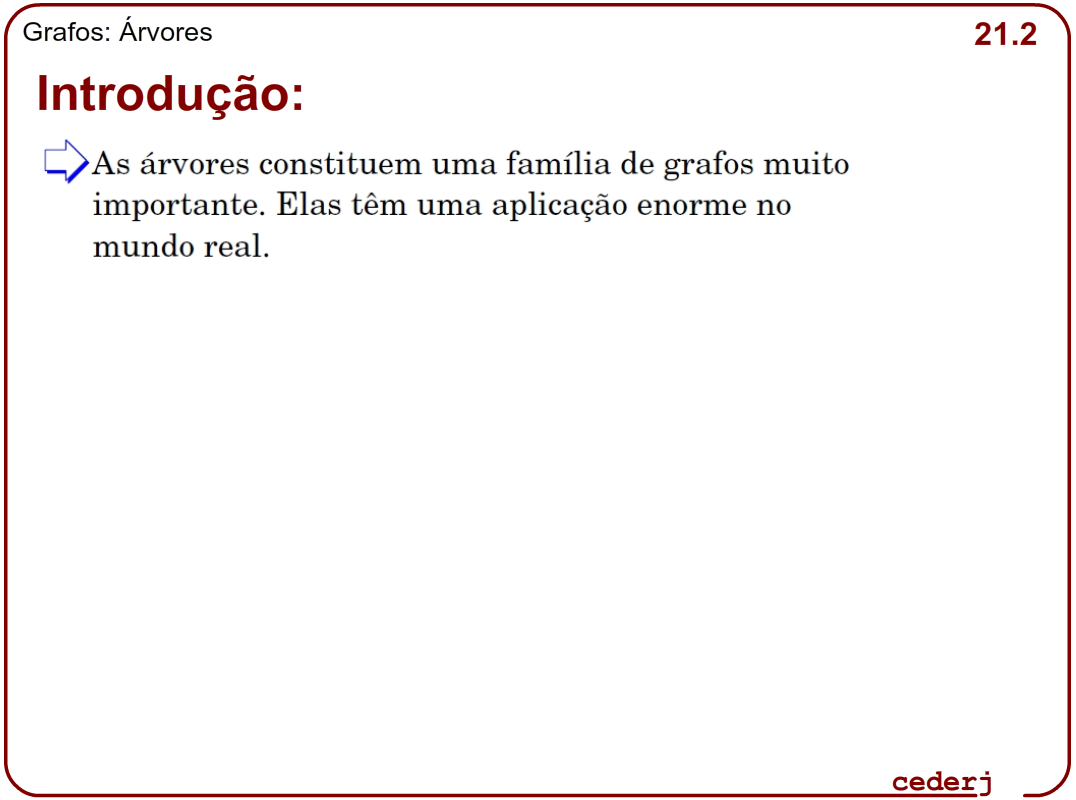 Grafos: Árvores
21.2
Introdução:
As árvores constituem uma família de grafos muito
importante. Elas têm uma aplicação enorme no
mundo real.
cederj